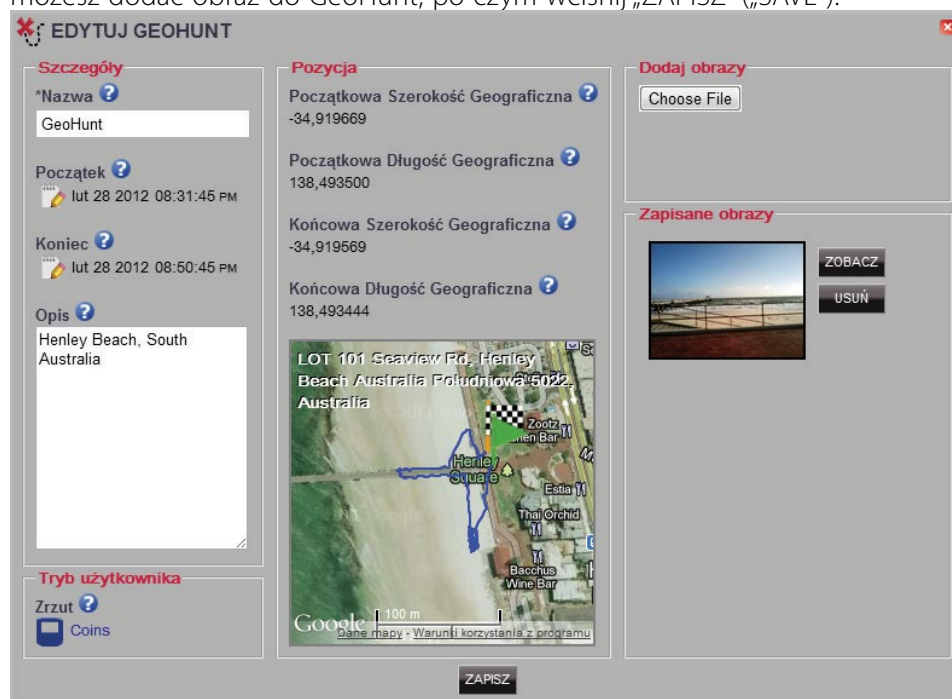 możesz dodać obraz do GeoHunt, po czym wciśnij „ZAPISZ” („SAVE”).
EDYTUJ GEOHUNT
Szczegóły
*Nazwa
GeoHunt
Początek
lut 28 2012 08:31:45 PM
Koniec
lut 28 2012 08:50:45 PM
Opis
Henley Beach, South
Australia
Tryb użytkownika
Zrzut
Coins
Pozycja
Początkowa Szerokość Geograficzna
-34,919669
Początkowa Długość Geograficzna
138,493500
Końcowa Szerokość Geograficzna
-34,919569
Końcowa Długość Geograficzna
138,493444
LOT 101 Seaview Rd, Henley
Beach Australia Południowa 5022,
Australia
Zootz
Bar
Henley
Square
Estia
Thai Orchid
Bacchus
Wine Bar
100 m
Google
Dane mapy - Warunki korzystania z programu
Dodaj obrazy
Choose File
Zapisane obrazy
ZOBACZ
USUŃ
ZAPISZ